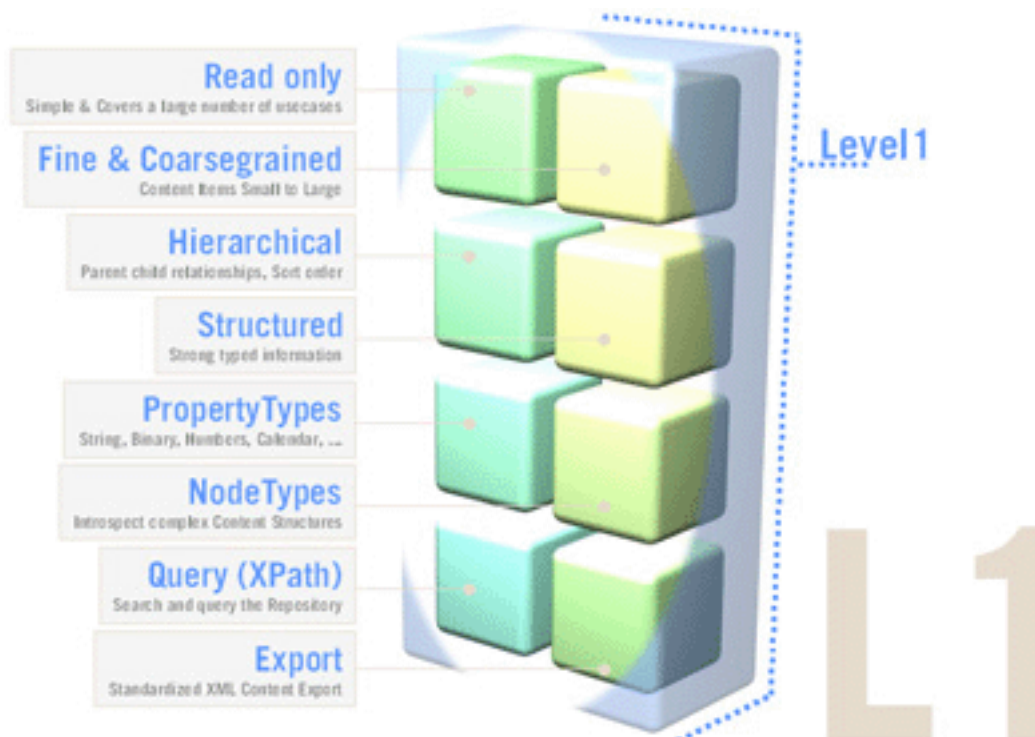 Read only
Simple & Covers a large number of usecases
Fine & Coarsegrained
Content Items Small to Large
Hierarchical
Parent child relationships, Sort order
Structured
Strong typed information
PropertyTypes
String, Binary, Numbers, Calendar, ...
NodeTypes
Introspect complex Content Structures
Query (XPath)
Search and query the Repository
Export
Standardized XML Content Export
Level1
L1